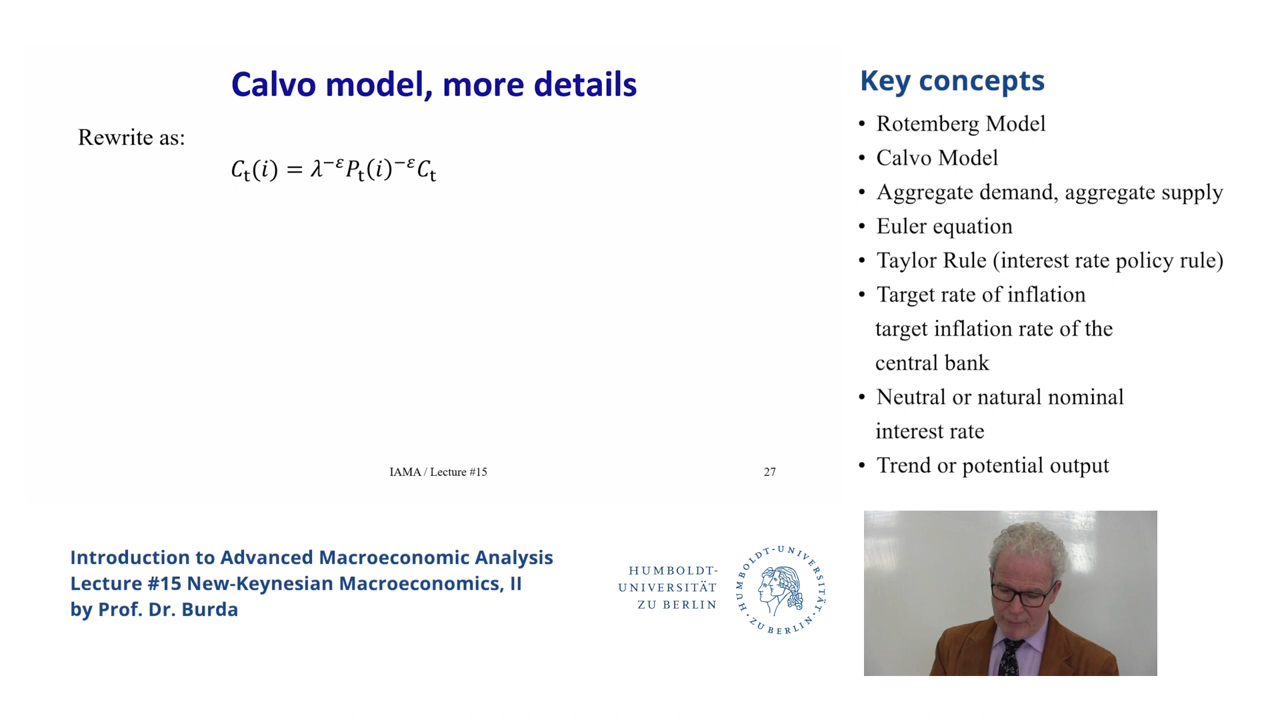 Calvo model, more details
Rewrite as:
Cₜ(i) = λ^−ε Pₜ(i)^−ε Cₜ
IAMA / Lecture #15
27
Key concepts
• Rotemberg Model
• Calvo Model
• Aggregate demand, aggregate supply
• Euler equation
• Taylor Rule (interest rate policy rule)
• Target rate of inflation
target inflation rate of the
central bank
• Neutral or natural nominal
interest rate
• Trend or potential output
Introduction to Advanced Macroeconomic Analysis
Lecture #15 New-Keynesian Macroeconomics, II
by Prof. Dr. Burda
HUMBOLDT-
UNIVERSITÄT
ZU BERLIN
HUMBOLDT-UNIVERSITÄT
ZU BERLIN